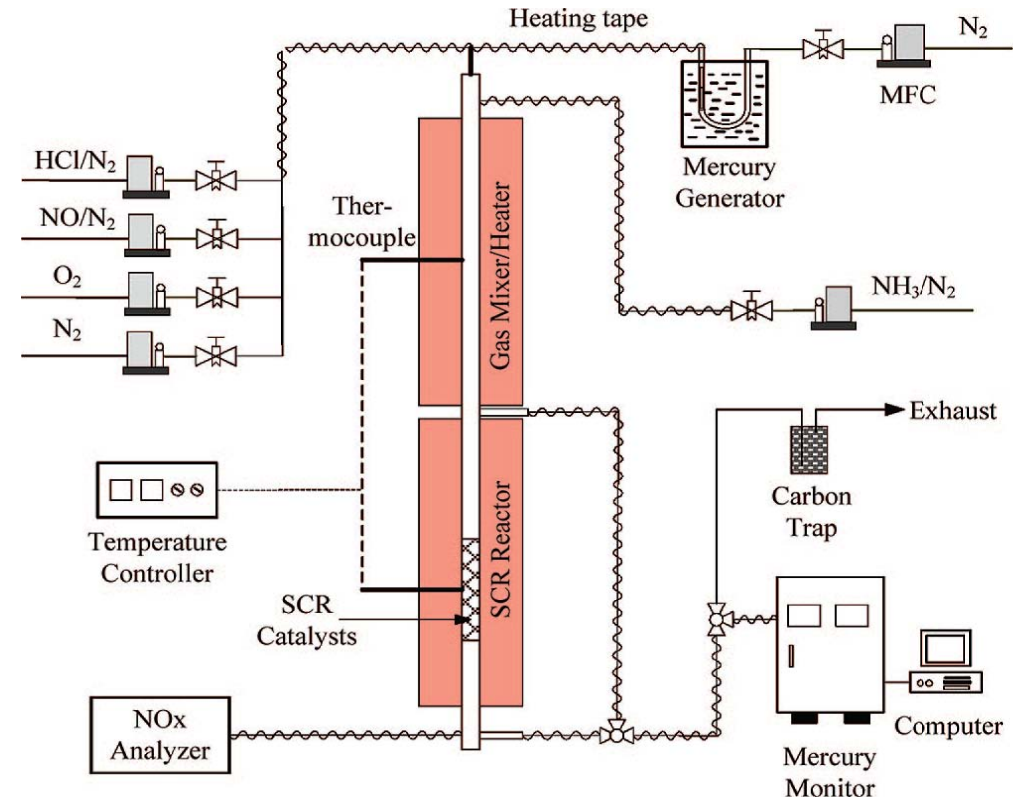 Heating tape
N₂
MFC
Mercury
Generator
HCl/N₂
NO/N₂
O₂
N₂
Ther-
mocouple
Gas Mixer/Heater
NH₃/N₂
Exhaust
Carbon
Trap
Temperature
Controller
SCR Reactor
SCR
Catalysts
NOx
Analyzer
Computer
Mercury
Monitor